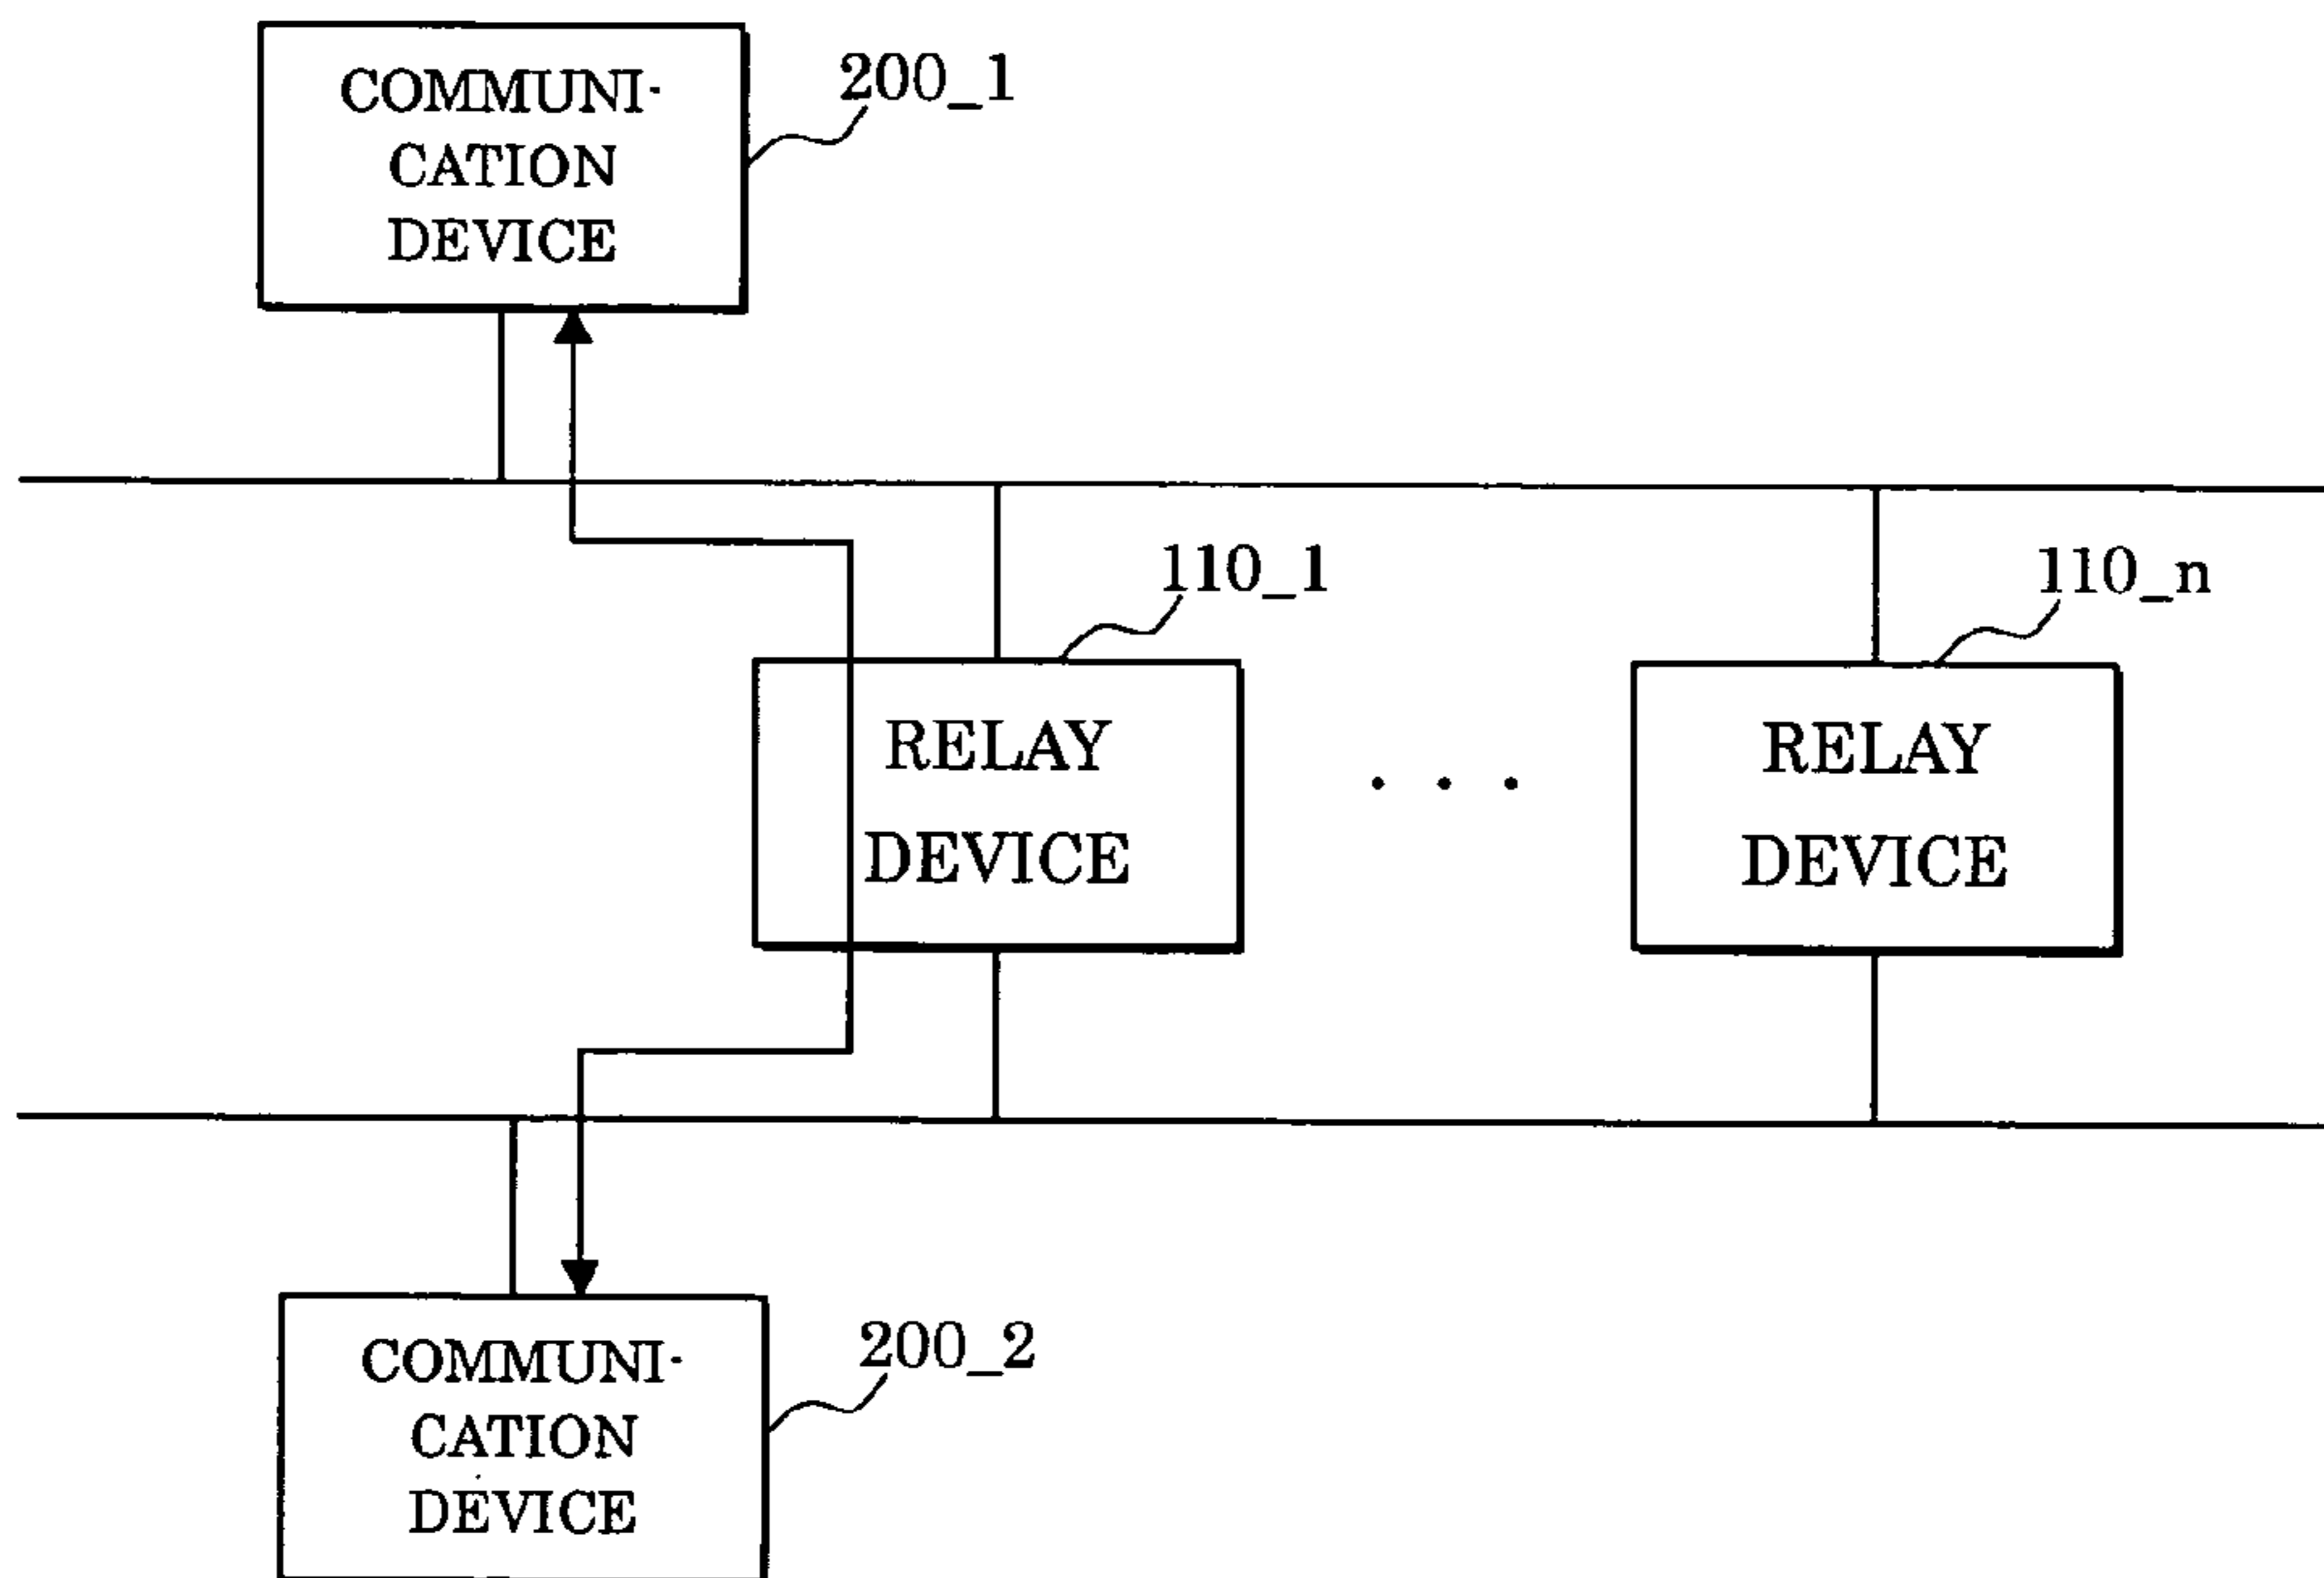 COMMUNI-
CATION
DEVICE
200_1
110_1
110_n
RELAY
DEVICE
. . .
RELAY
DEVICE
COMMUNI-
CATION
DEVICE
200_2